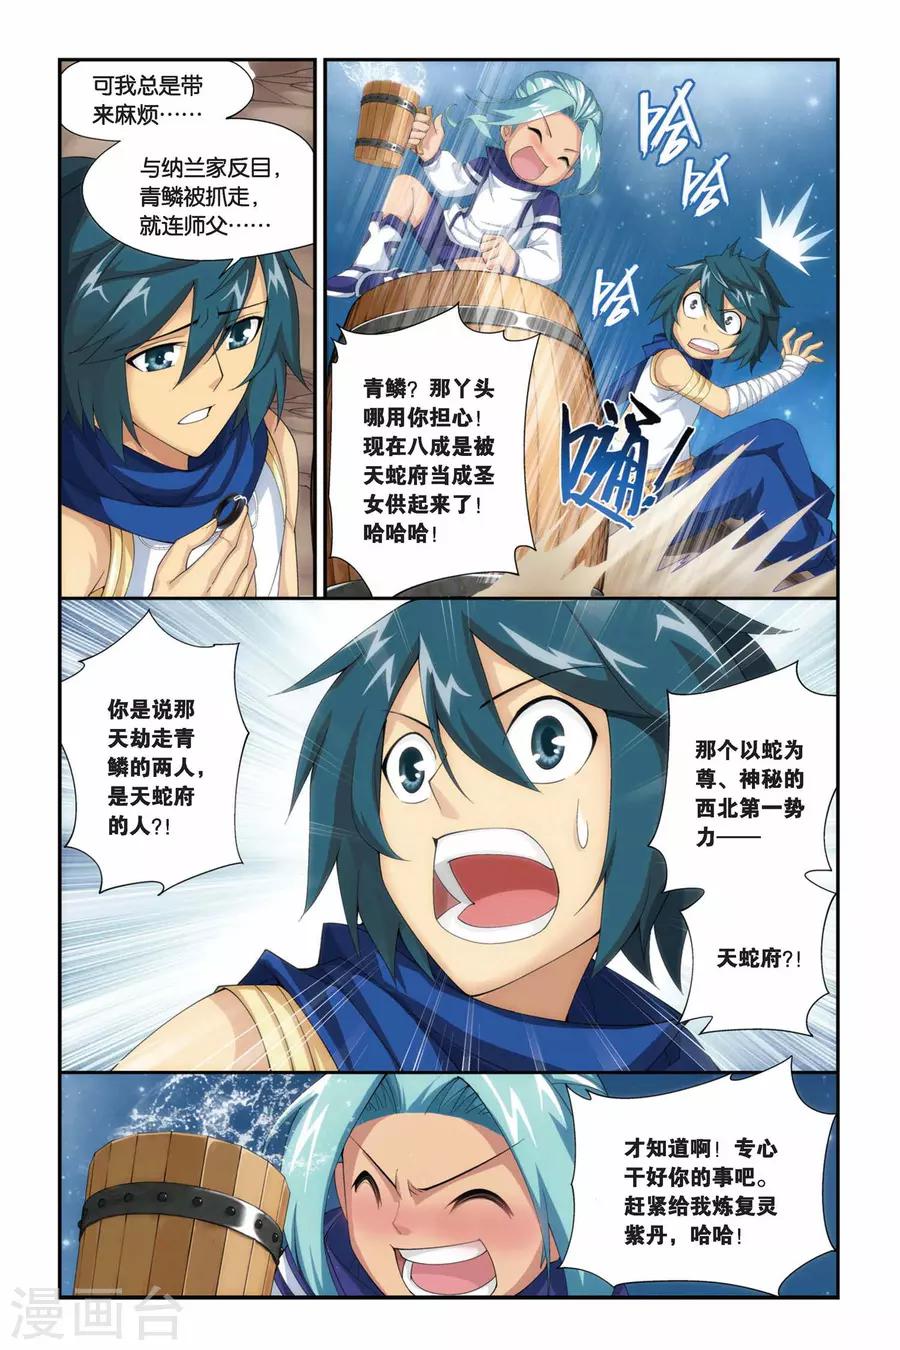 可我总是带
来麻烦……
与纳兰家反目，
青鳞被抓走，
就连师父……
哈
哈
哈
青鳞？那丫头
哪用你担心！
现在八成是被
天蛇府当成圣
女供起来了！
哈哈哈！
嗵！
你是说那
天劫走青
鳞的两人，
是天蛇府
的人?!
那个以蛇为
尊、神秘的
西北第一势
力——
天蛇府?!
才知道啊！专心
干好你的事吧。
赶紧给我炼复灵
紫丹，哈哈！
漫画台